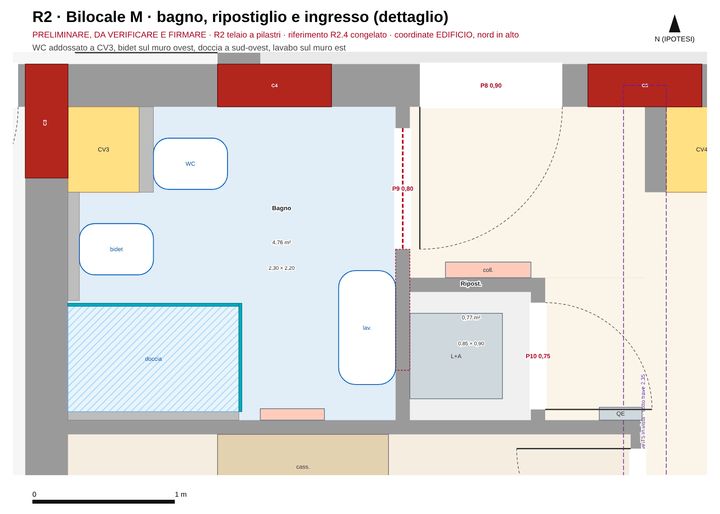 R2 · Bilocale M · bagno, ripostiglio e ingresso (dettaglio)
PRELIMINARE, DA VERIFICARE E FIRMARE · R2 telaio a pilastri · riferimento R2.4 congelato · coordinate EDIFICIO, nord in alto
WC addossato a CV3, bidet sul muro ovest, doccia a sud-ovest, lavabo sul muro est
N (IPOTESI)
C3
C4
P8 0,90
C5
CV3
WC
CV4
P9 0,80
Bagno
4,76 m²
2,30 × 2,20
bidet
coll.
Ripost.
0,77 m²
0,85 × 0,90
L+A
lav.
doccia
P10 0,75
QE
cass.
0
1 m